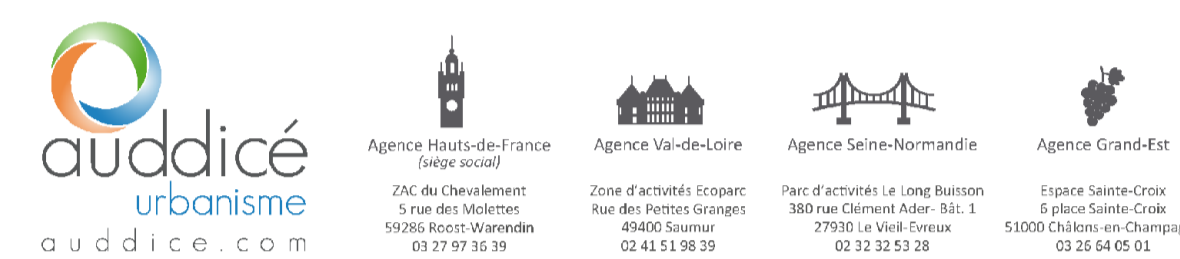 auddicé
urbanisme
auddice.com
Agence Hauts-de-France
(siège social)
ZAC du Chevalement
5 rue des Molettes
59286 Roost-Warendin
03 27 97 36 39
Agence Val-de-Loire
Zone d'activités Ecoparc
Rue des Petites Granges
49400 Saumur
02 41 51 98 39
Agence Seine-Normandie
Parc d'activités Le Long Buisson
380 rue Clément Ader- Bât. 1
27930 Le Vieil-Evreux
02 32 32 53 28
Agence Grand-Est
Espace Sainte-Croix
6 place Sainte-Croix
51000 Châlons-en-Champa
03 26 64 05 01